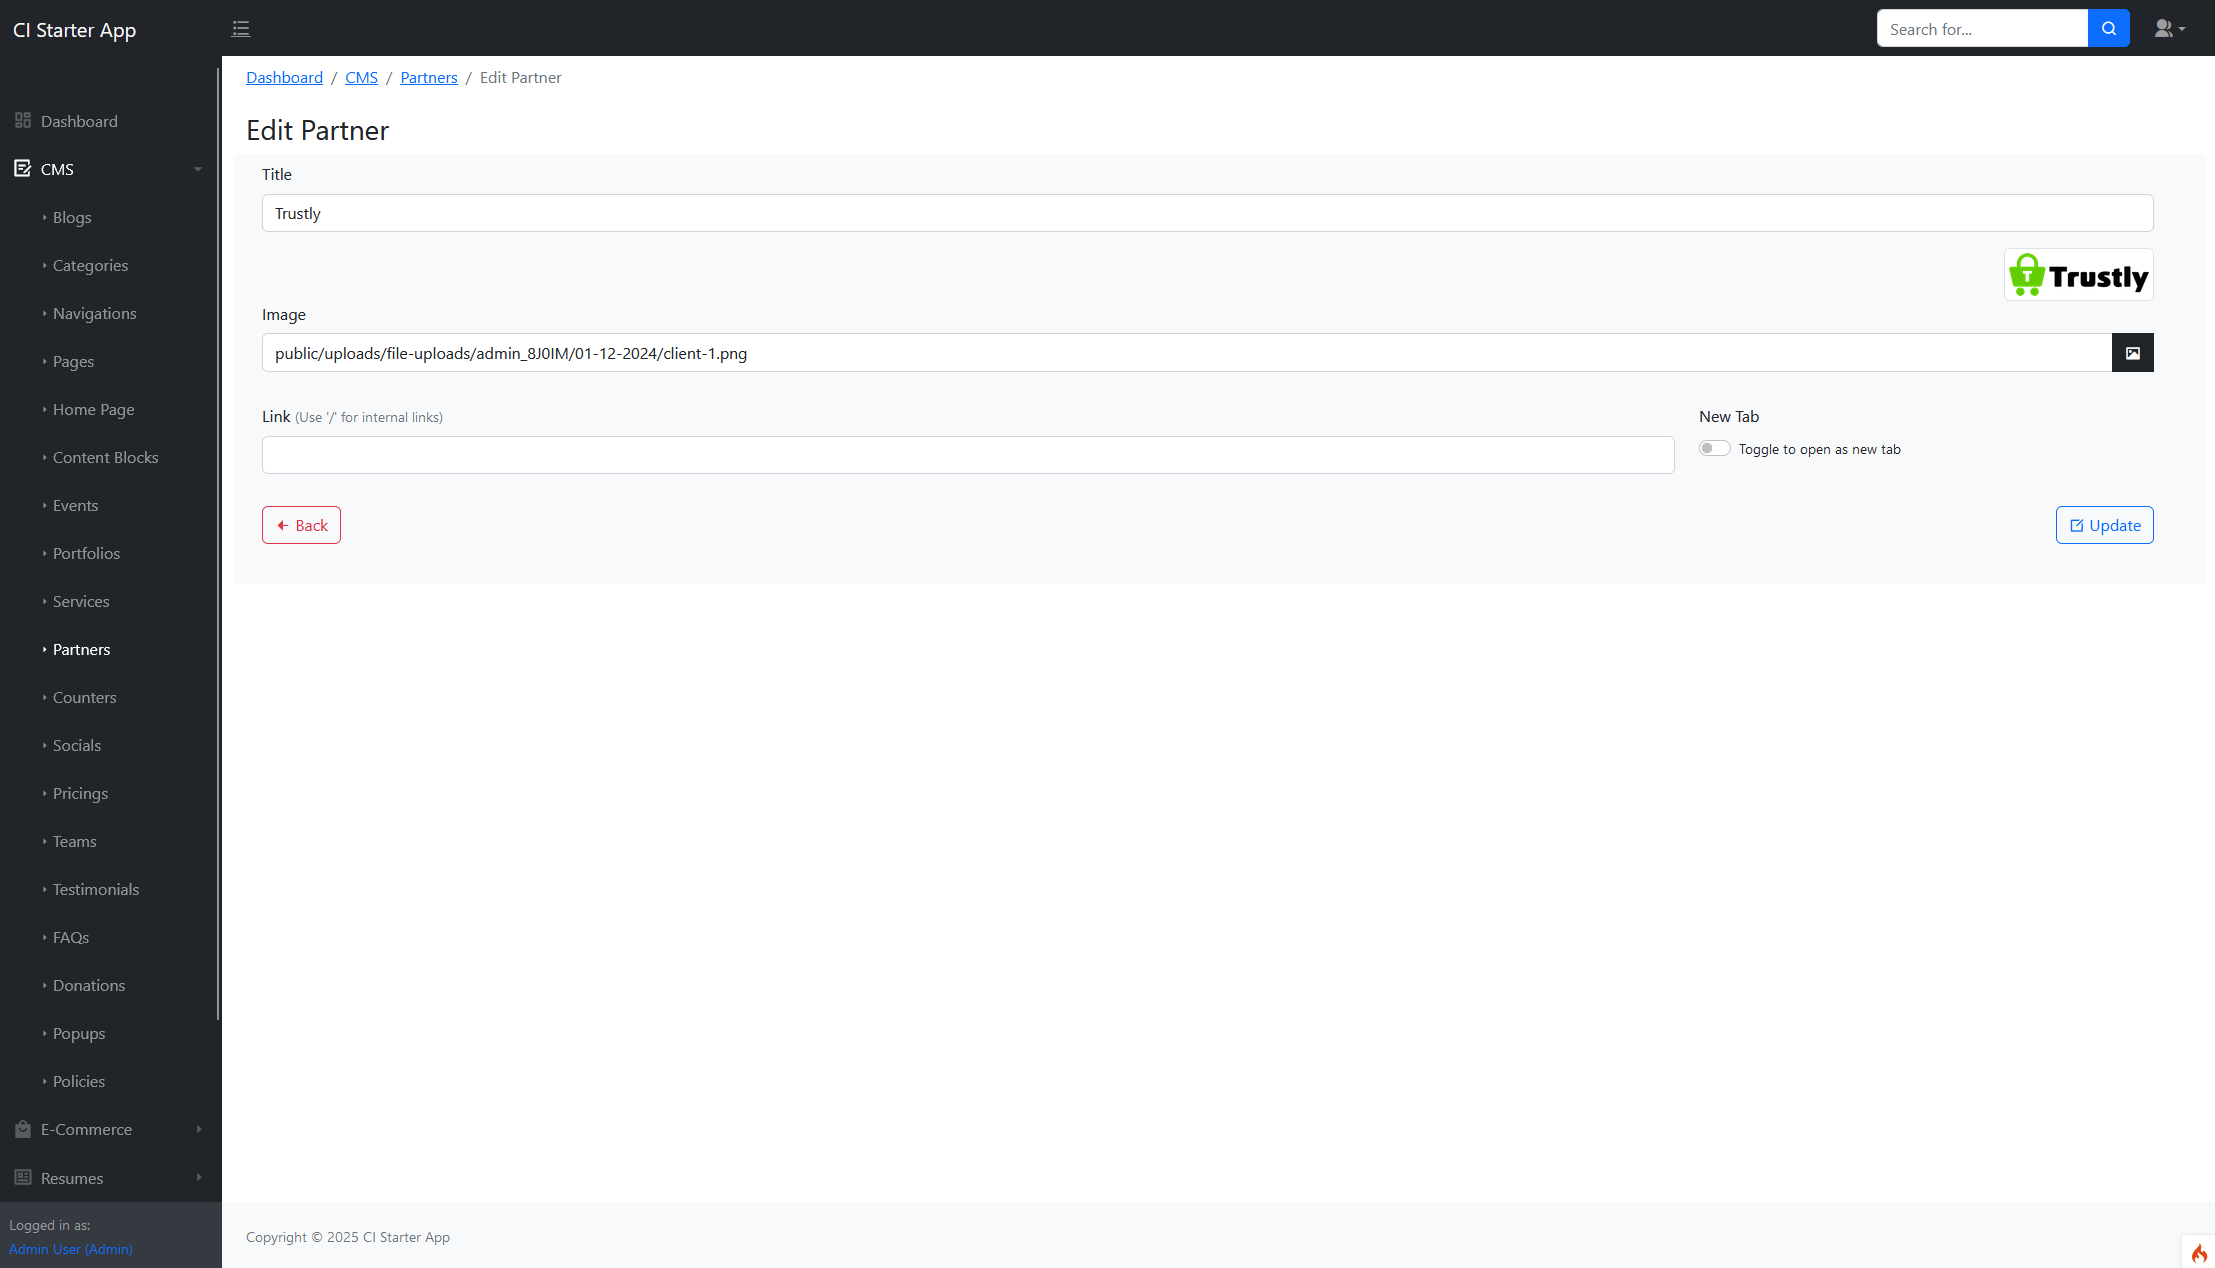 CI Starter App
Search for...
Dashboard / CMS / Partners / Edit Partner
Dashboard
CMS
Blogs
Categories
Navigations
Pages
Home Page
Content Blocks
Events
Portfolios
Services
Partners
Counters
Socials
Pricings
Teams
Testimonials
FAQs
Donations
Popups
Policies
E-Commerce
Resumes
Logged in as:
Admin User (Admin)
Edit Partner
Title
Trustly
T Trustly
Image
public/uploads/file-uploads/admin_8J0IM/01-12-2024/client-1.png
Link (Use '/' for internal links)
New Tab
Toggle to open as new tab
Back
Update
Copyright © 2025 CI Starter App